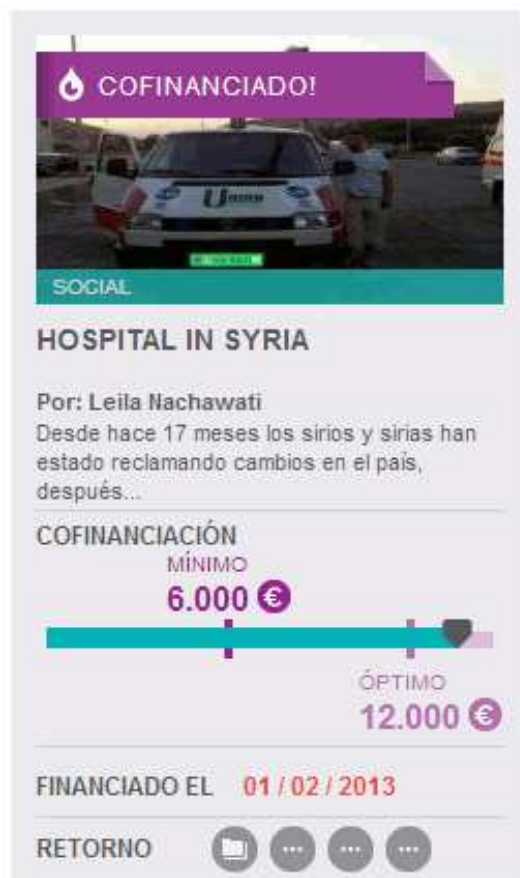 COFINANCIADO!
SOCIAL
HOSPITAL IN SYRIA
Por: Leila Nachawati
Desde hace 17 meses los sirios y sirias han
estado reclamando cambios en el país,
después...
COFINANCIACIÓN
MÍNIMO
6.000 €
ÓPTIMO
12.000 €
FINANCIADO EL 01 / 02 / 2013
RETORNO